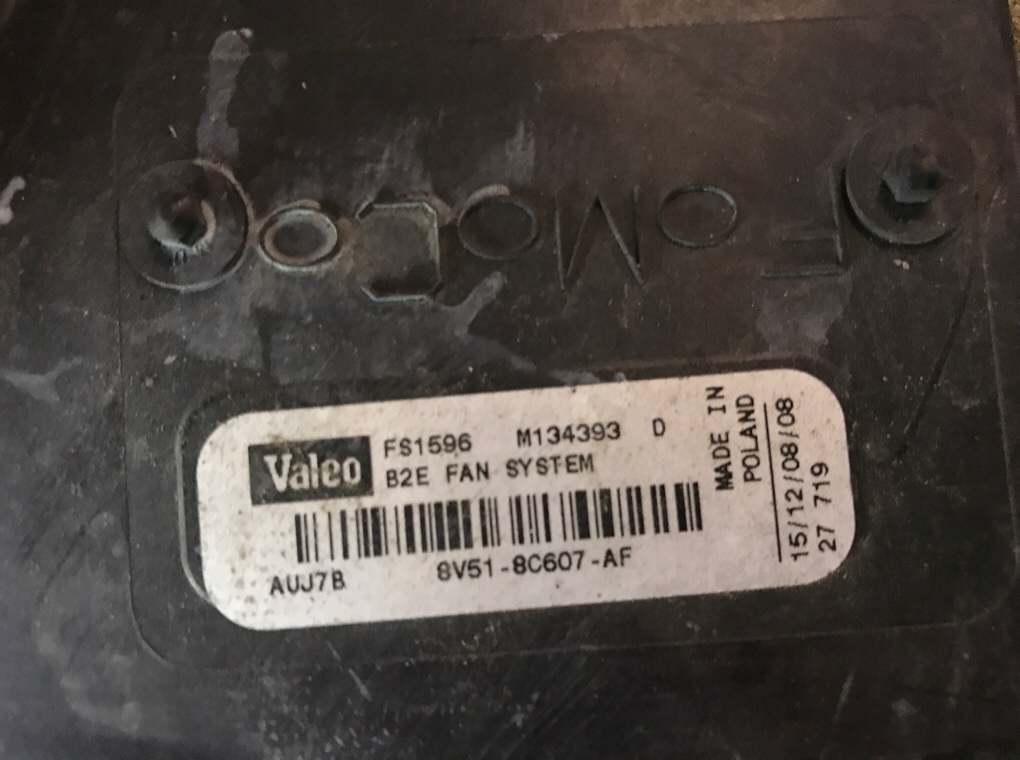 FoMoCo
Valeo
FS1596 M134393 D
B2E FAN SYSTEM
AUJ7B
8V51-8C607-AF
MADE IN
POLAND
15/12/08/08
27 719